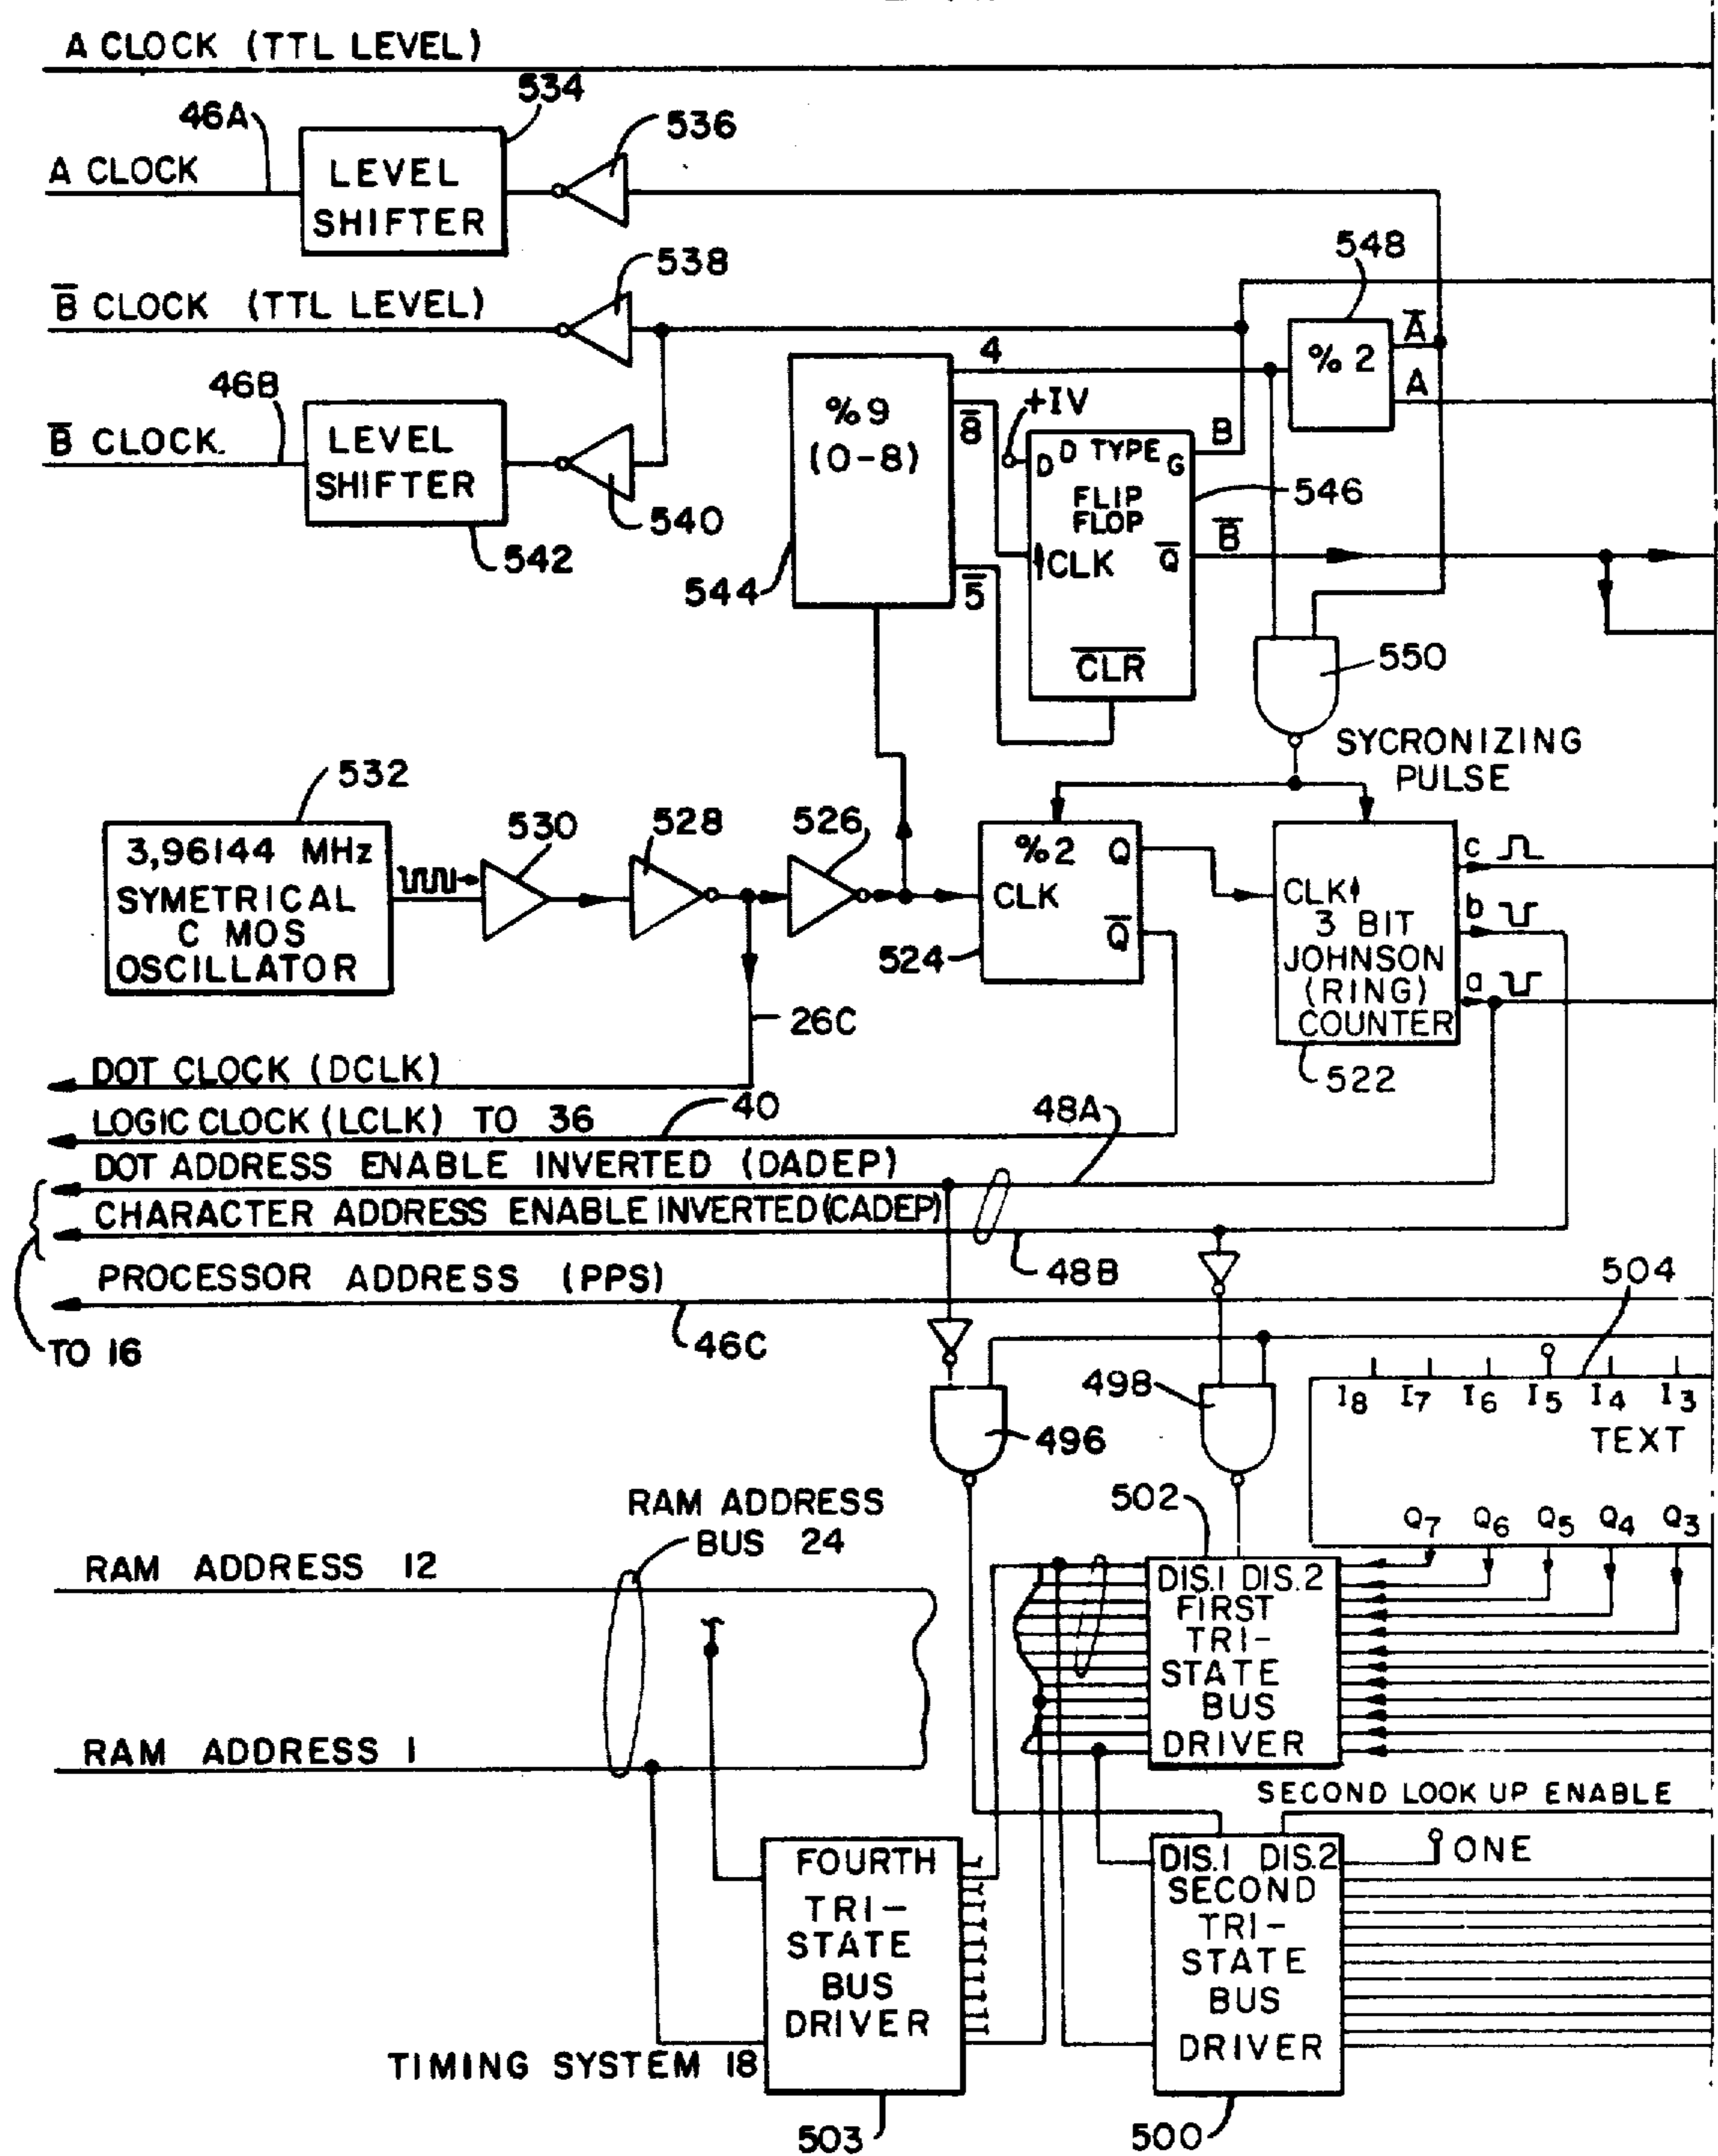 A CLOCK (TTL LEVEL)
534
46A
536
A CLOCK
LEVEL
SHIFTER
548
538
B̅ CLOCK (TTL LEVEL)
A̅
4
% 2
A
46B
+1V
%9
(0-8)
8̅
B
B̅ CLOCK.
LEVEL
SHIFTER
D D TYPE G
FLIP
FLOP
546
540
B̅
542
CLK
Q̅
544
5̅
C̅L̅R̅
550
SYCRONIZING
PULSE
532
530
528
526
3,96144 MHz
SYMETRICAL
C MOS
OSCILLATOR
%2 Q
CLK
Q̅
524
c
CLK
b
3 BIT
JOHNSON
(RING)
COUNTER
a
26C
522
DOT CLOCK (DCLK)
40
48A
LOGIC CLOCK (LCLK) TO 36
DOT ADDRESS ENABLE INVERTED (DADEP)
CHARACTER ADDRESS ENABLE INVERTED (CADEP)
48B
504
PROCESSOR ADDRESS (PPS)
46C
TO 16
498
I8 I7 I6 I5 I4 I3
TEXT
496
502
RAM ADDRESS
BUS 24
Q7 Q6 Q5 Q4 Q3
RAM ADDRESS 12
DIS.1 DIS.2
FIRST
TRI-
STATE
BUS
DRIVER
RAM ADDRESS 1
SECOND LOOK UP ENABLE
ONE
FOURTH
TRI-
STATE
BUS
DRIVER
DIS.1 DIS.2
SECOND
TRI-
STATE
BUS
DRIVER
TIMING SYSTEM 18
503
500